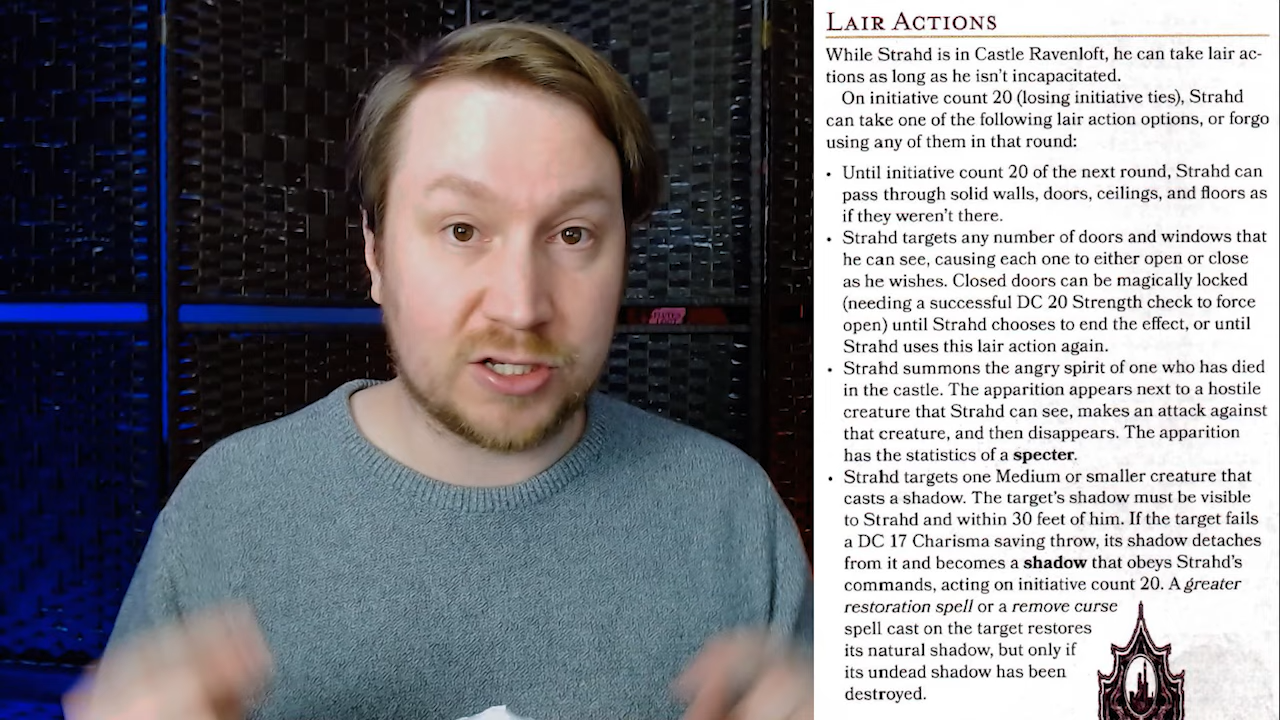 LAIR ACTIONS
While Strahd is in Castle Ravenloft, he can take lair ac-
tions as long as he isn't incapacitated.
On initiative count 20 (losing initiative ties), Strahd
can take one of the following lair action options, or forgo
using any of them in that round:
• Until initiative count 20 of the next round, Strahd can
pass through solid walls, doors, ceilings, and floors as
if they weren't there.
• Strahd targets any number of doors and windows that
he can see, causing each one to either open or close
as he wishes. Closed doors can be magically locked
(needing a successful DC 20 Strength check to force
open) until Strahd chooses to end the effect, or until
Strahd uses this lair action again.
• Strahd summons the angry spirit of one who has died
in the castle. The apparition appears next to a hostile
creature that Strahd can see, makes an attack against
that creature, and then disappears. The apparition
has the statistics of a specter.
• Strahd targets one Medium or smaller creature that
casts a shadow. The target's shadow must be visible
to Strahd and within 30 feet of him. If the target fails
a DC 17 Charisma saving throw, its shadow detaches
from it and becomes a shadow that obeys Strahd's
commands, acting on initiative count 20. A greater
restoration spell or a remove curse
spell cast on the target restores
its natural shadow, but only if
its undead shadow has been
destroyed.